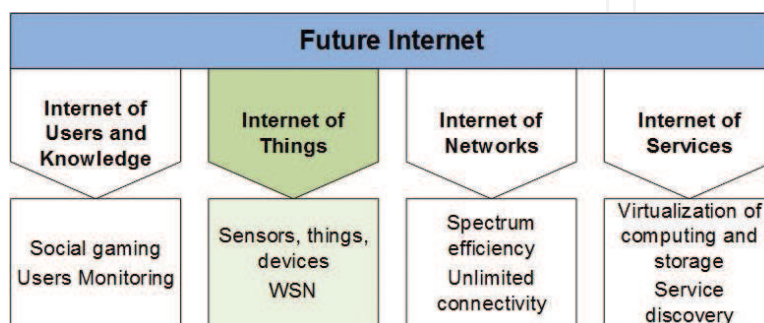 Future Internet
Internet of
Users and
Knowledge
Internet of
Things
Internet of
Networks
Internet of
Services
Social gaming
Users Monitoring
Sensors, things,
devices
WSN
Spectrum
efficiency
Unlimited
connectivity
Virtualization of
computing and
storage
Service
discovery